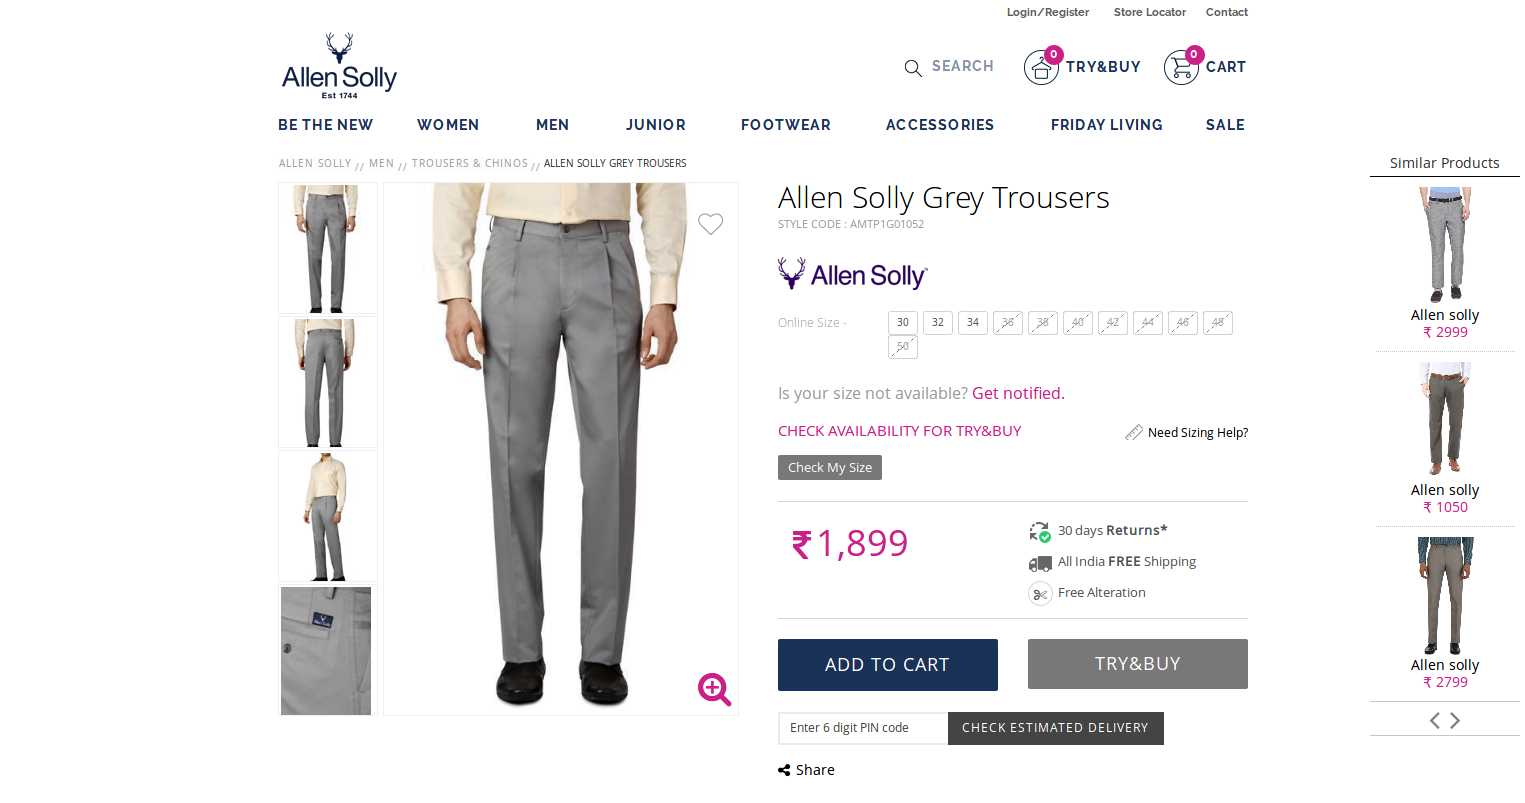 Login/Register Store Locator Contact
Allen Solly
Est 1744
SEARCH 0 TRY&BUY 0 CART
BE THE NEW WOMEN MEN JUNIOR FOOTWEAR ACCESSORIES FRIDAY LIVING SALE
ALLEN SOLLY // MEN // TROUSERS & CHINOS // ALLEN SOLLY GREY TROUSERS
Allen Solly Grey Trousers
STYLE CODE : AMTP1G01052
Allen Solly™
Online Size - 30 32 34 36 38 40 42 44 46 48
50
Is your size not available? Get notified.
CHECK AVAILABILITY FOR TRY&BUY Need Sizing Help?
Check My Size
₹1,899
30 days Returns*
All India FREE Shipping
Free Alteration
ADD TO CART TRY&BUY
Enter 6 digit PIN code CHECK ESTIMATED DELIVERY
Share
Similar Products
Allen solly
₹ 2999
Allen solly
₹ 1050
Allen solly
₹ 2799
Allen Solly